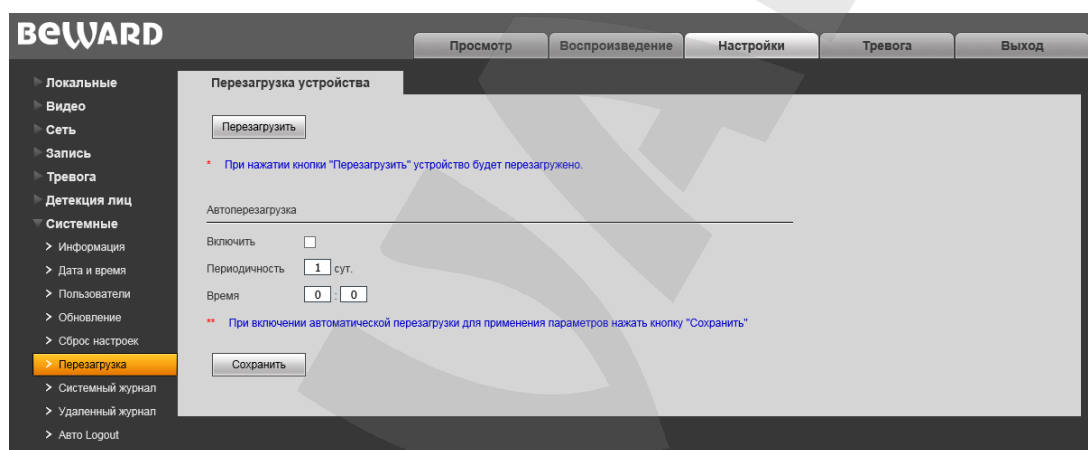 BEWARD
Просмотр Воспроизведение Настройки Тревога Выход
Локальные
Видео
Сеть
Запись
Тревога
Детекция лиц
Системные
Информация
Дата и время
Пользователи
Обновление
Сброс настроек
Перезагрузка
Системный журнал
Удаленный журнал
Авто Logout
Перезагрузка устройства
Перезагрузить
* При нажатии кнопки "Перезагрузить" устройство будет перезагружено.
Автоперезагрузка
Включить
Периодичность 1 сут.
Время 0 : 0
** При включении автоматической перезагрузки для применения параметров нажать кнопку "Сохранить"
Сохранить